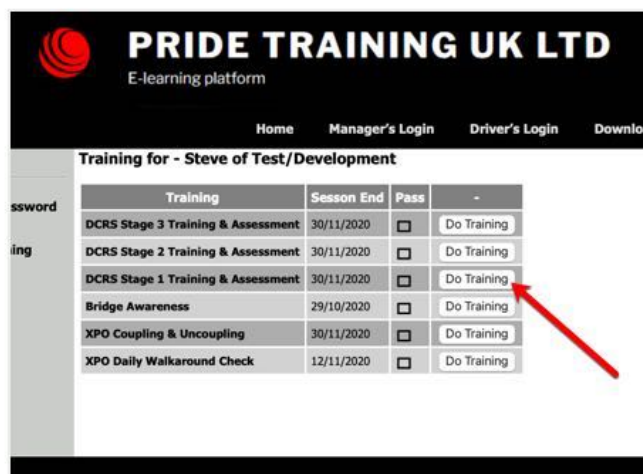 PRIDE TRAINING UK LTD
E-learning platform
Home Manager's Login Driver's Login Downlo
Training for - Steve of Test/Development
ssword
ing
Training Sesson End Pass -
DCRS Stage 3 Training & Assessment 30/11/2020 Do Training
DCRS Stage 2 Training & Assessment 30/11/2020 Do Training
DCRS Stage 1 Training & Assessment 30/11/2020 Do Training
Bridge Awareness 29/10/2020 Do Training
XPO Coupling & Uncoupling 30/11/2020 Do Training
XPO Daily Walkaround Check 12/11/2020 Do Training